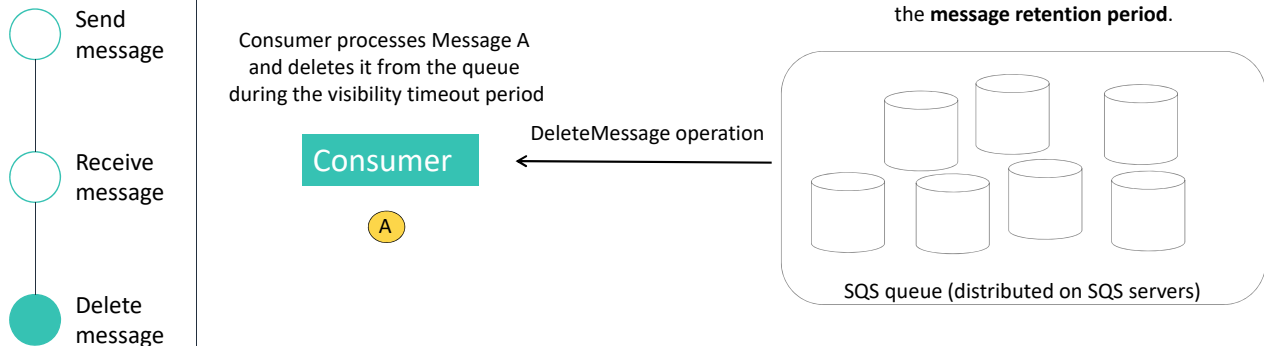 Send
message
Receive
message
Delete
message
Consumer processes Message A
and deletes it from the queue
during the visibility timeout period
Consumer
A
DeleteMessage operation
the message retention period.
SQS queue (distributed on SQS servers)